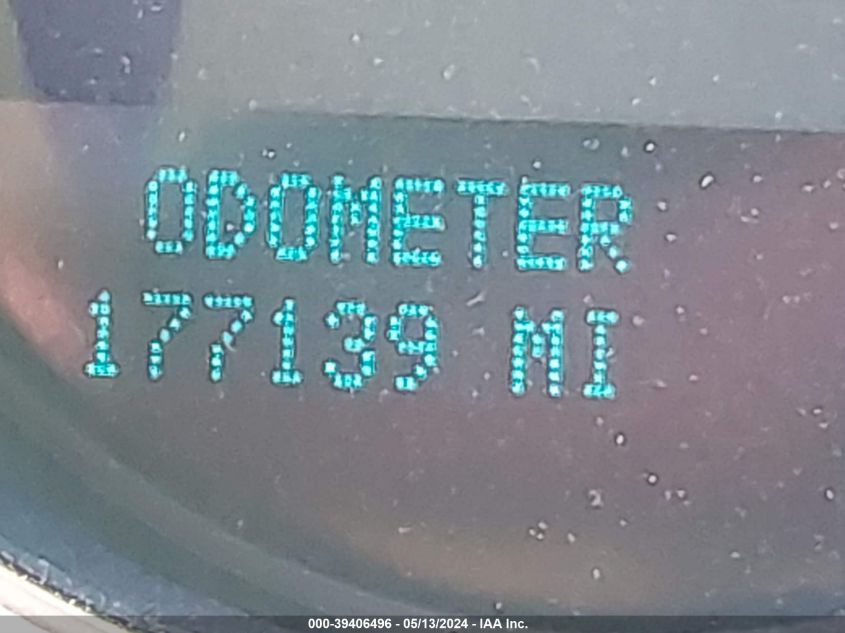 ODOMETER
177139 MI
000-39406496 - 05/13/2024 - IAA Inc.